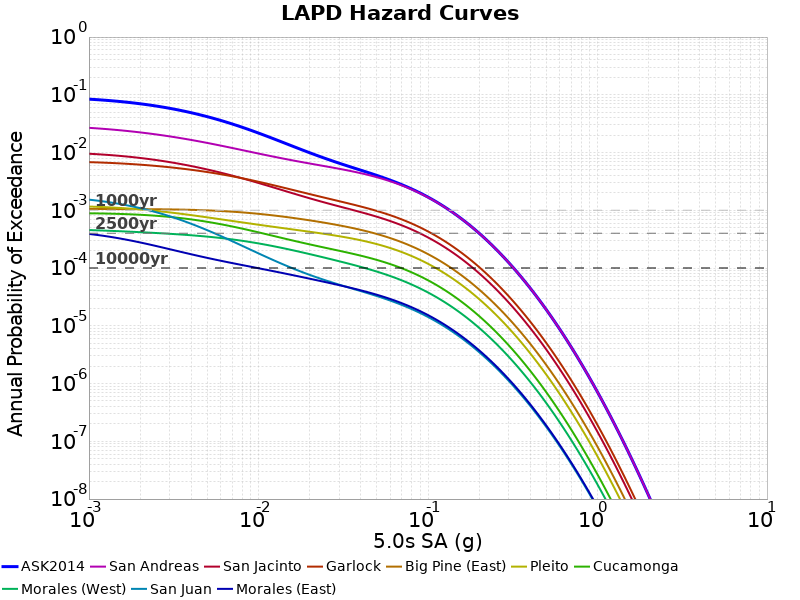 LAPD Hazard Curves
Annual Probability of Exceedance
10^0
10^-1
10^-2
10^-3
10^-4
10^-5
10^-6
10^-7
10^-8
1000yr
2500yr
10000yr
10^-3 10^-2 10^-1 10^0 10^1
5.0s SA (g)
ASK2014 San Andreas San Jacinto Garlock Big Pine (East) Pleito Cucamonga
Morales (West) San Juan Morales (East)